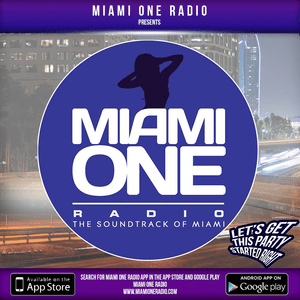 MIAMI ONE RADIO
PRESENTS
MIAMI
ONE
RADIO
THE SOUNDTRACK OF MIAMI
LET'S GET
THIS PARTY
STARTED RIGHT!
Available on the
App Store
SEARCH FOR MIAMI ONE RADIO APP IN THE APP STORE AND GOOGLE PLAY
MIAMI ONE RADIO
WWW.MIAMIONERADIO.COM
ANDROID APP ON
Google play